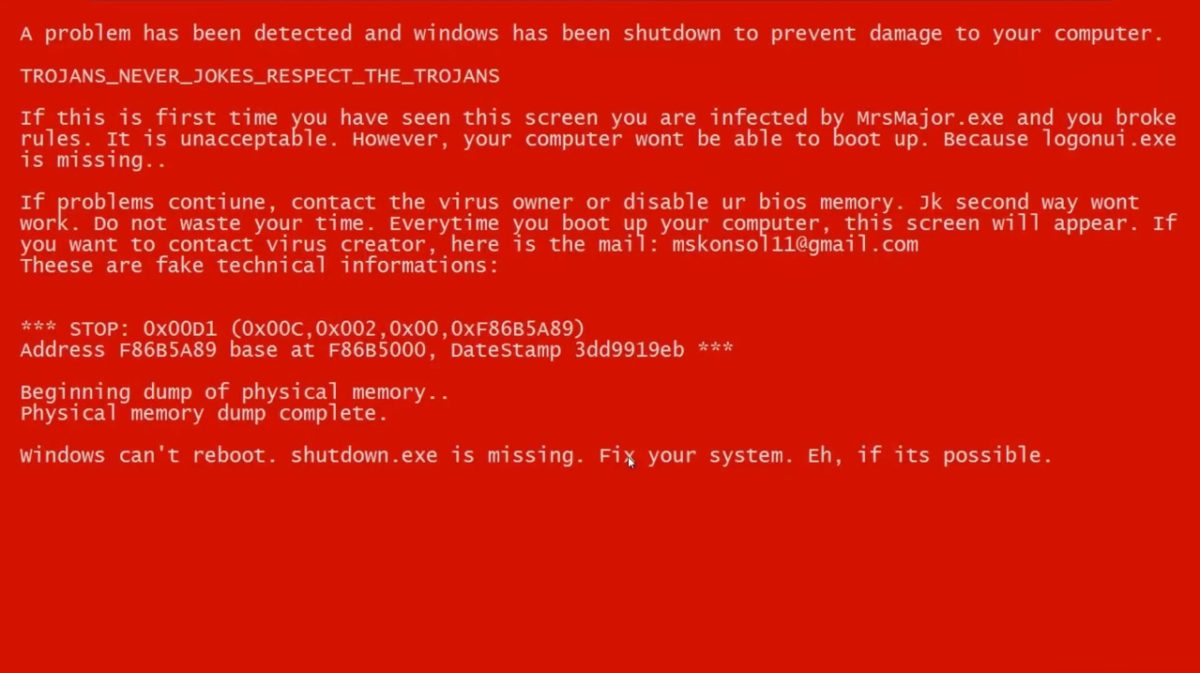 A problem has been detected and windows has been shutdown to prevent damage to your computer.
TROJANS_NEVER_JOKES_RESPECT_THE_TROJANS
If this is first time you have seen this screen you are infected by MrsMajor.exe and you broke
rules. It is unacceptable. However, your computer wont be able to boot up. Because logonui.exe
is missing..
If problems contiune, contact the virus owner or disable ur bios memory. Jk second way wont
work. Do not waste your time. Everytime you boot up your computer, this screen will appear. If
you want to contact virus creator, here is the mail: mskonsol11@gmail.com
Theese are fake technical informations:
*** STOP: 0x00D1 (0x00C,0x002,0x00,0xF86B5A89)
Address F86B5A89 base at F86B5000, DateStamp 3dd9919eb ***
Beginning dump of physical memory..
Physical memory dump complete.
Windows can't reboot. shutdown.exe is missing. Fix your system. Eh, if its possible.